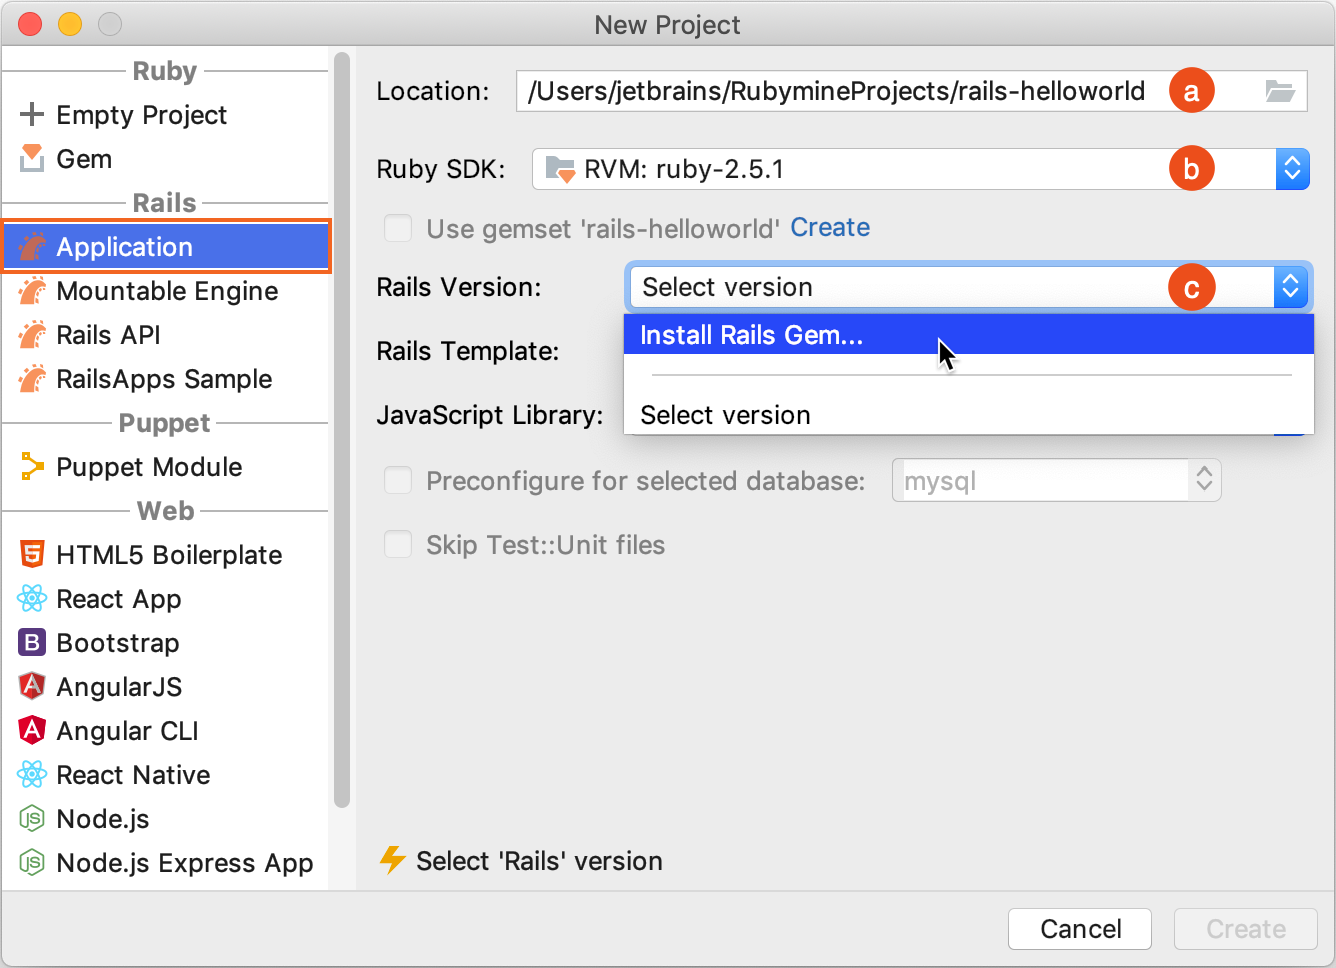 New Project
Ruby
Empty Project
Gem
Rails
Application
Mountable Engine
Rails API
RailsApps Sample
Puppet
Puppet Module
Web
HTML5 Boilerplate
React App
B Bootstrap
AngularJS
Angular CLI
React Native
Node.js
Node.js Express App
Location: /Users/jetbrains/RubymineProjects/rails-helloworld a
Ruby SDK: RVM: ruby-2.5.1 b
Use gemset 'rails-helloworld' Create
Rails Version: Select version c
Install Rails Gem...
Rails Template:
JavaScript Library: Select version
Preconfigure for selected database: mysql
Skip Test::Unit files
Select 'Rails' version
Cancel Create